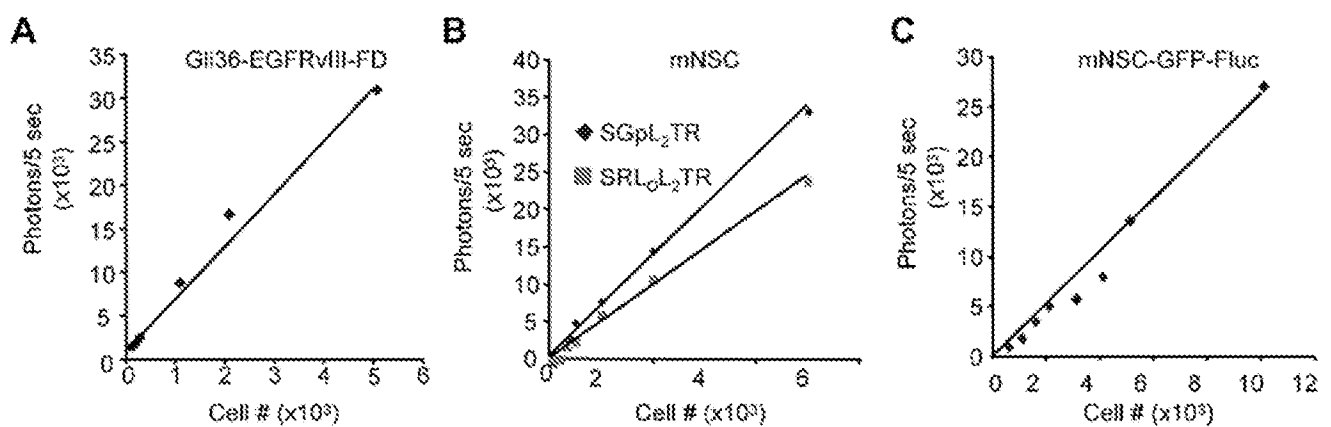 A
Gli36-EGFRvIII-FD
Photons/5 sec
(x10³)
35
30
25
20
15
10
5
0
0 1 2 3 4 5 6
Cell # (x10³)
B
mNSC
Photons/5 sec
(x10³)
40
35
30
25
20
15
10
5
0
SGpL₂TR
SRL₀L₂TR
0 2 4 6
Cell # (x10³)
C
mNSC-GFP-Fluc
Photons/5 sec
(x10³)
30
25
20
15
10
5
0
0 2 4 6 8 10 12
Cell # (x10³)